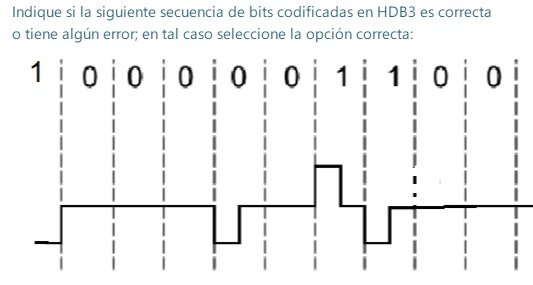 Indique si la siguiente secuencia de bits codificadas en HDB3 es correcta
o tiene algún error; en tal caso seleccione la opción correcta:
1 0 0 0 0 0 1 1 0 0